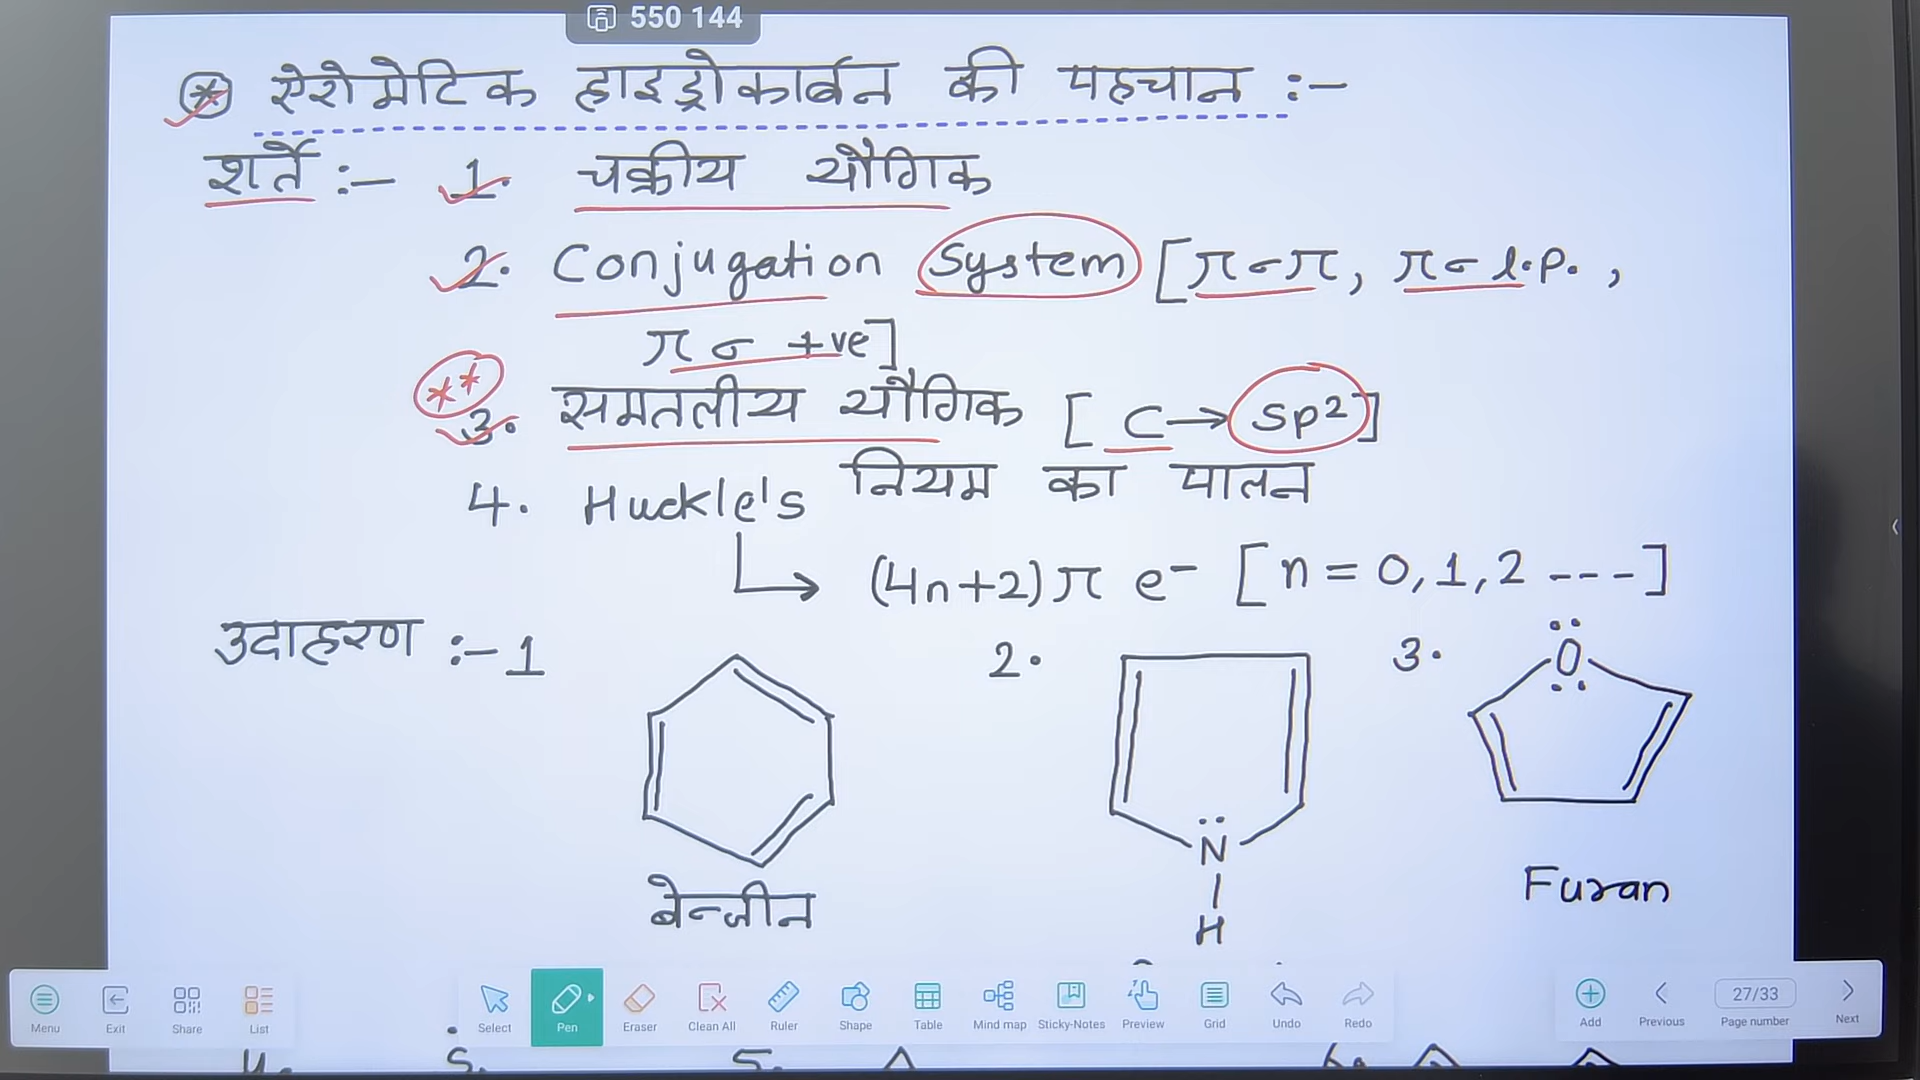 550 144
* ऐरोमेटिक हाइड्रोकार्बन की पहचान :-
शर्ते :- 1. चक्रीय यौगिक
2. Conjugation System [π σ π, π σ l.p. ,
π σ +ve]
** 3. समतलीय यौगिक [ C → sp²]
4. Huckle's नियम का पालन
↳ (4n+2) π e⁻ [n = 0, 1, 2 ---]
उदाहरण :- 1 2. 3.
O
N
H
बेन्जीन Furan
Menu Exit Share List Select Pen Eraser Clean All Ruler Shape Table Mind map Sticky-Notes Preview Grid Undo Redo Add Previous Page number Next
27/33
4. S. 5. 6.